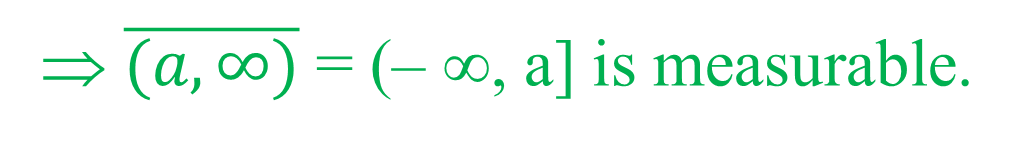 ⇒ $\overline{(a, \infty)}$ = (– ∞, a] is measurable.